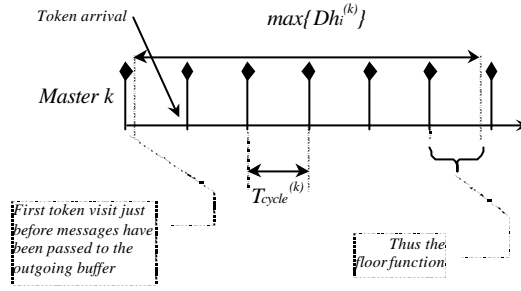 Token arrival
max{Dhi(k)}
Master k
Tcycle(k)
First token visit just
before messages have
been passed to the
outgoing buffer
Thus the
floor function